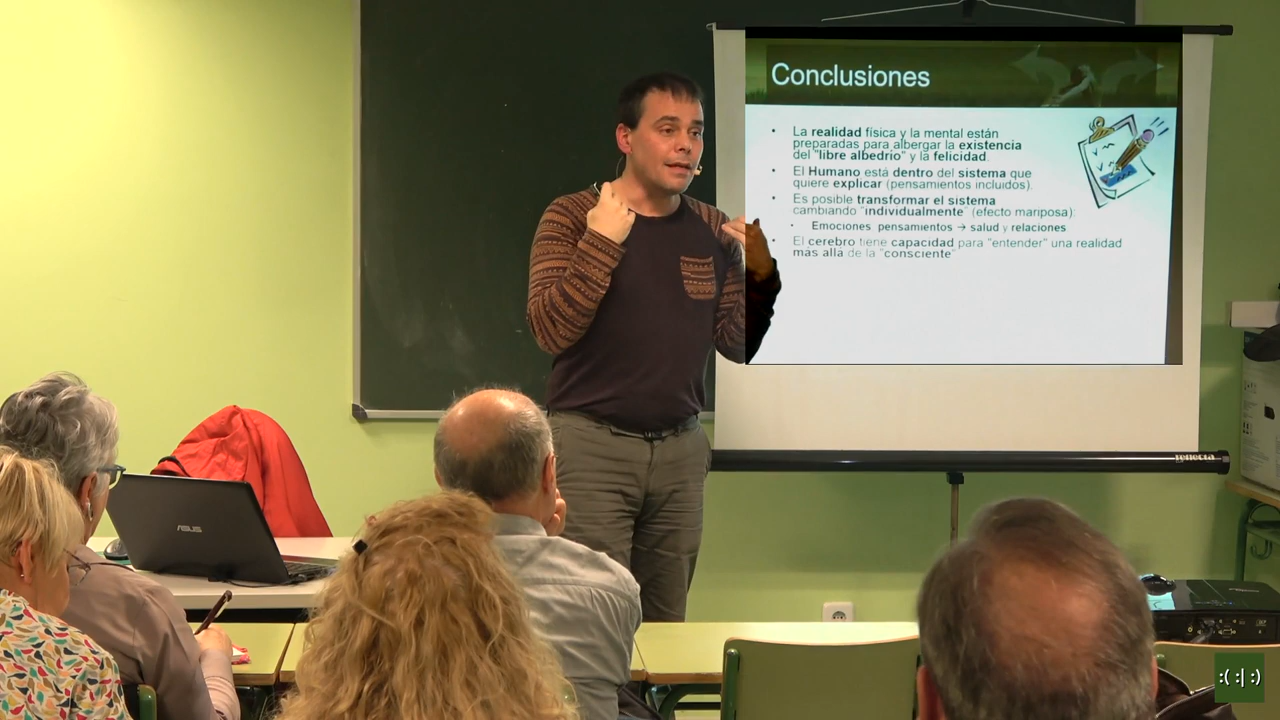 Conclusiones
• La realidad física y la mental están
preparadas para albergar la existencia
del "libre albedrío" y la felicidad.
• El Humano está dentro del sistema que
quiere explicar (pensamientos incluidos).
• Es posible transformar el sistema
cambiando "individualmente" (efecto mariposa):
• Emociones pensamientos → salud y relaciones
• El cerebro tiene capacidad para "entender" una realidad
más allá de la "consciente"
reflecta
ASUS
:( :| :)